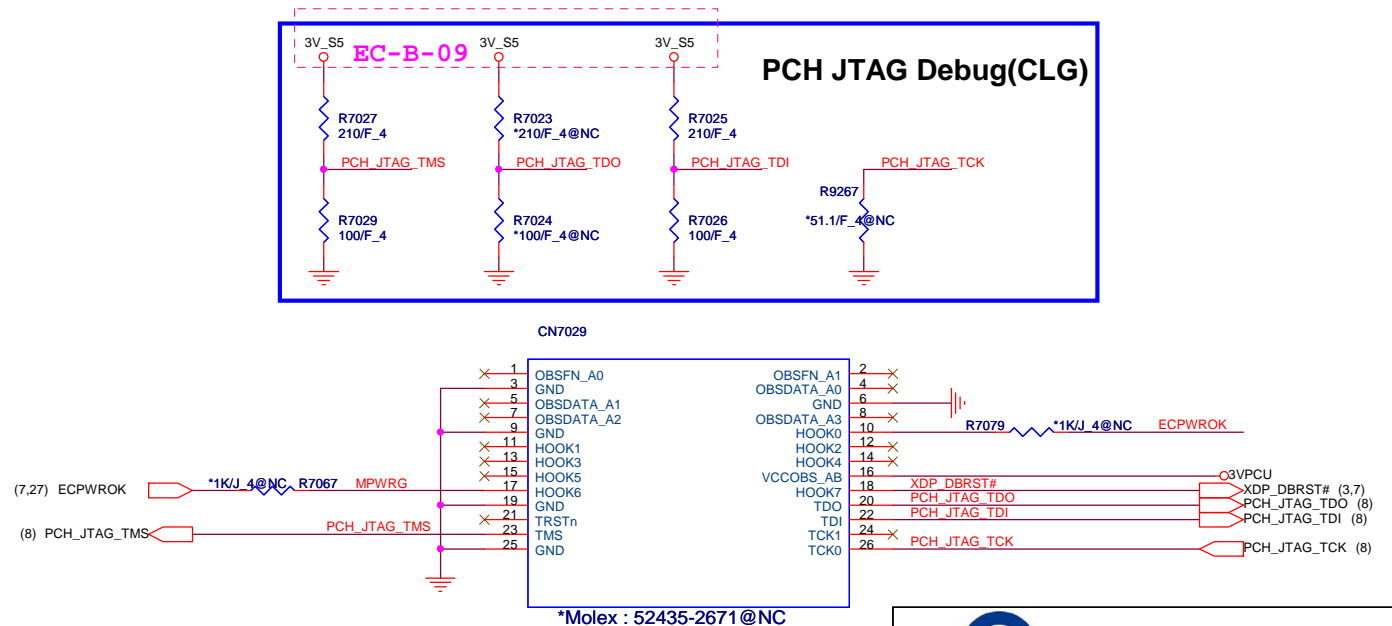 3V_S5 3V_S5 3V_S5
EC-B-09
PCH JTAG Debug(CLG)
R7027
210/F_4
R7023
*210/F_4@NC
R7025
210/F_4
PCH_JTAG_TMS PCH_JTAG_TDO PCH_JTAG_TDI PCH_JTAG_TCK
R7029
100/F_4
R7024
*100/F_4@NC
R7026
100/F_4
R9267
*51.1/F_4@NC
CN7029
1 OBSFN_A0 OBSFN_A1 2
3 GND OBSDATA_A0 4
5 OBSDATA_A1 GND 6
7 OBSDATA_A2 OBSDATA_A3 8
9 GND HOOK0 10 R7079 *1K/J_4@NC ECPWROK
11 HOOK1 HOOK2 12
13 HOOK3 HOOK4 14
15 HOOK5 VCCOBS_AB 16 3VPCU
(7,27) ECPWROK *1K/J_4@NC R7067 MPWRG 17 HOOK6 HOOK7 18 XDP_DBRST# XDP_DBRST# (3,7)
19 GND TDO 20 PCH_JTAG_TDO PCH_JTAG_TDO (8)
21 TRSTn TDI 22 PCH_JTAG_TDI PCH_JTAG_TDI (8)
(8) PCH_JTAG_TMS PCH_JTAG_TMS 23 TMS TCK1 24
25 GND TCK0 26 PCH_JTAG_TCK PCH_JTAG_TCK (8)
*Molex : 52435-2671@NC